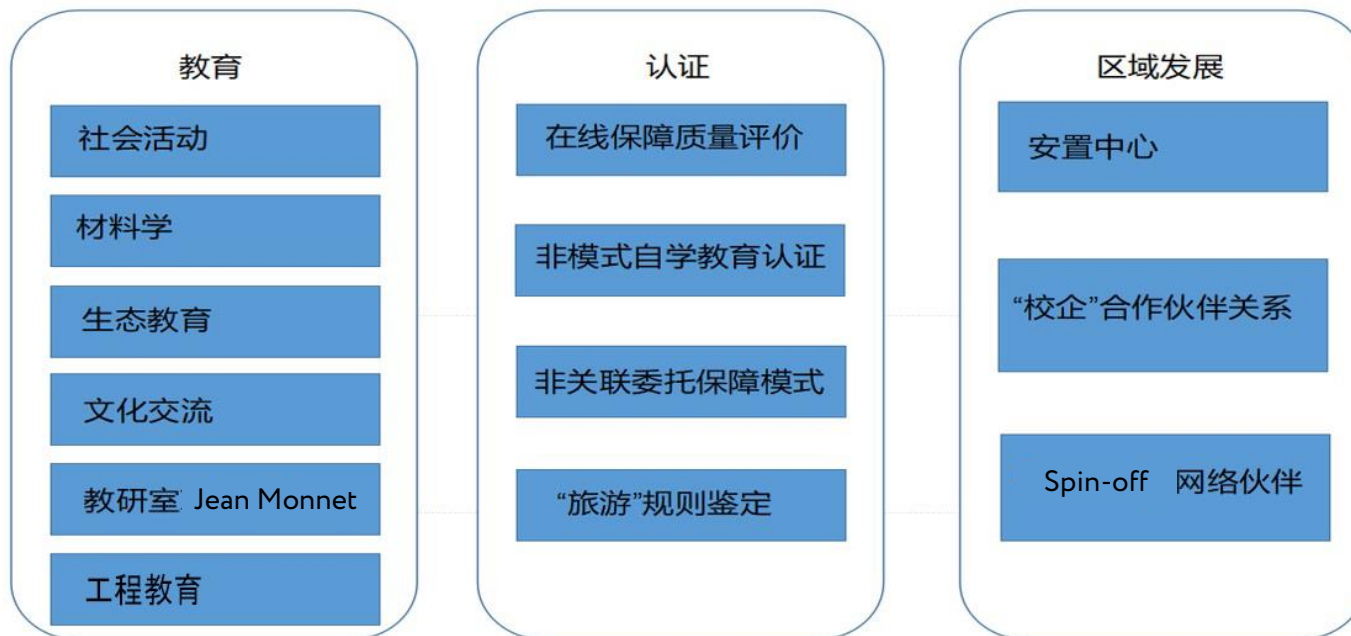 教育
社会活动
材料学
生态教育
文化交流
教研室 Jean Monnet
工程教育
认证
在线保障质量评价
非模式自学教育认证
非关联委托保障模式
“旅游”规则鉴定
区域发展
安置中心
“校企”合作伙伴关系
Spin-off 网络伙伴